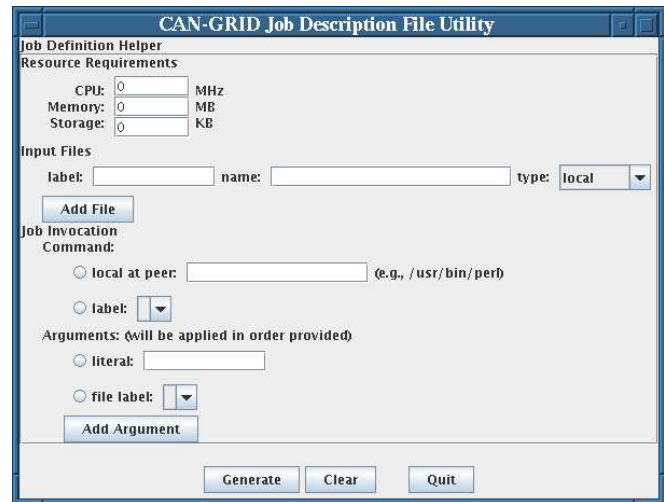 CAN-GRID Job Description File Utility
Job Definition Helper
Resource Requirements
CPU: 0 MHz
Memory: 0 MB
Storage: 0 KB
Input Files
label: name: type: local
Add File
Job Invocation
Command:
local at peer: (e.g., /usr/bin/perl)
label:
Arguments: (will be applied in order provided)
literal:
file label:
Add Argument
Generate Clear Quit